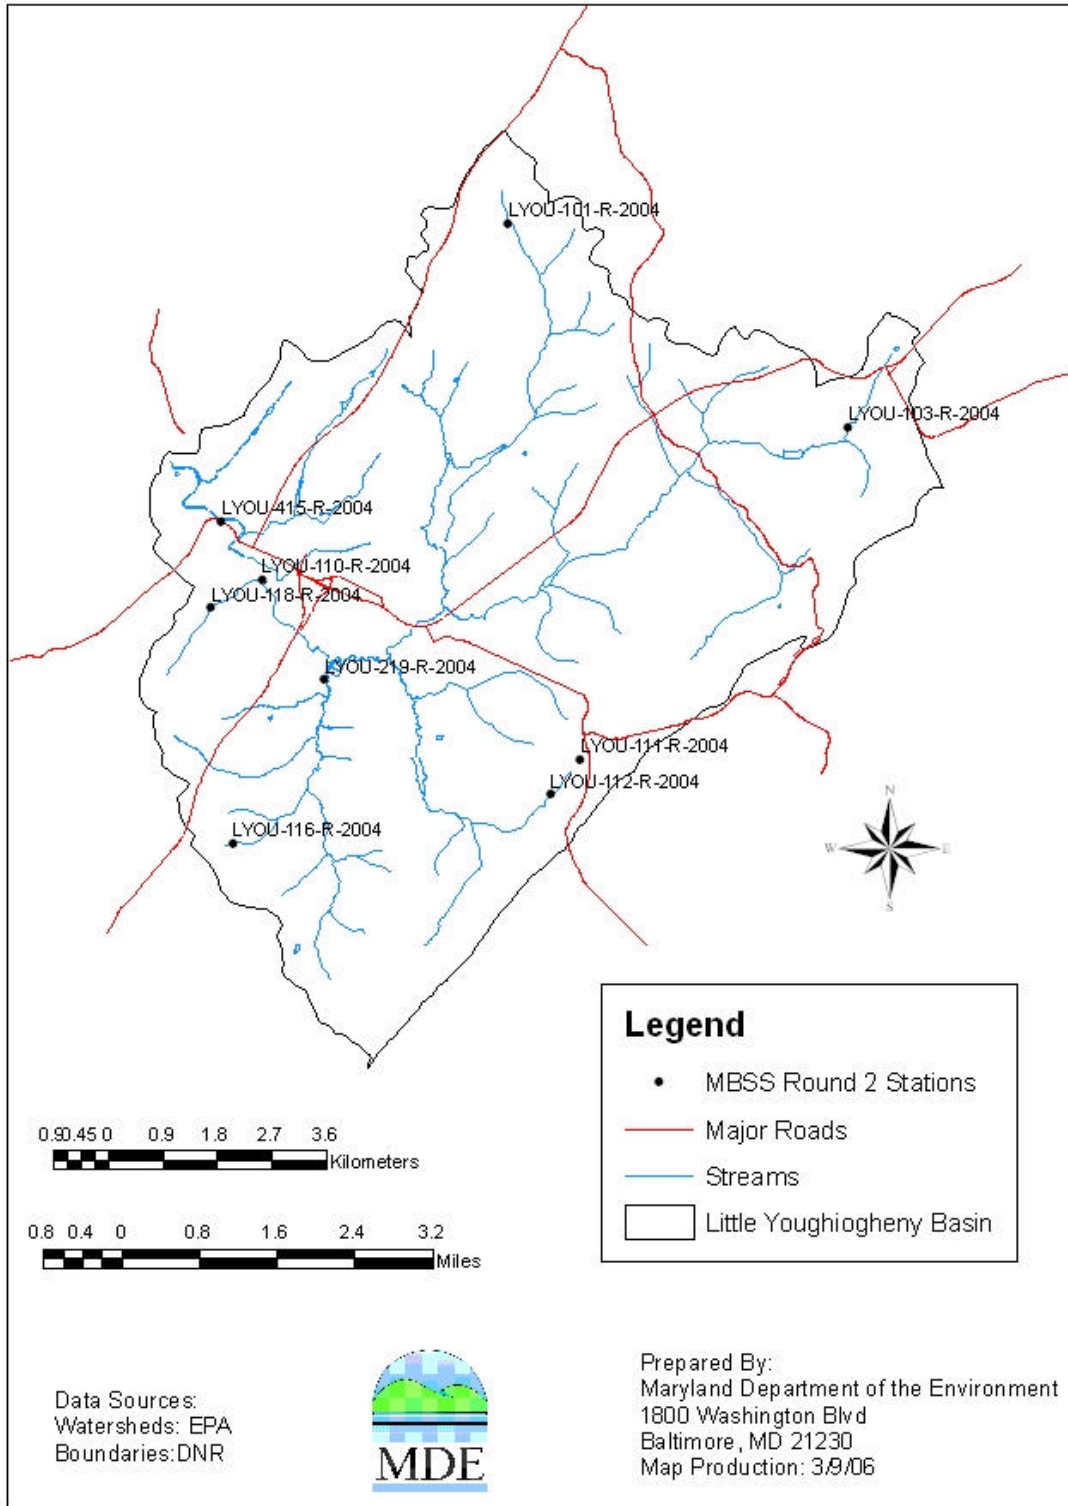 LYOU-101-R-2004
LYOU-103-R-2004
LYOU-415-R-2004
LYOU-110-R-2004
LYOU-118-R-2004
LYOU-219-R-2004
LYOU-111-R-2004
LYOU-112-R-2004
LYOU-116-R-2004
N
W E
S
Legend
MBSS Round 2 Stations
Major Roads
Streams
Little Youghiogheny Basin
0.90.45 0 0.9 1.8 2.7 3.6
Kilometers
0.8 0.4 0 0.8 1.6 2.4 3.2
Miles
Data Sources:
Watersheds: EPA
Boundaries:DNR
MDE
Prepared By:
Maryland Department of the Environment
1800 Washington Blvd
Baltimore, MD 21230
Map Production: 3/9/06